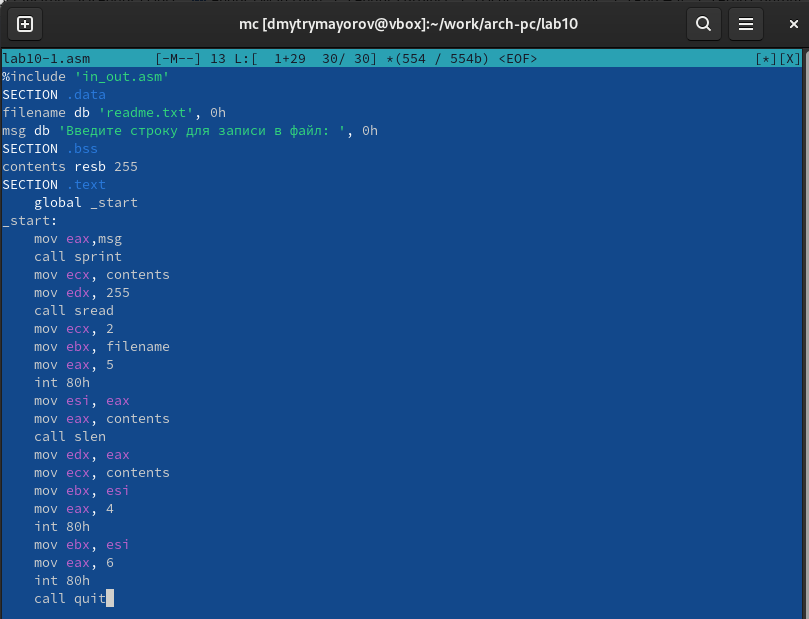 mc [dmytrymayorov@vbox]:~/work/arch-pc/lab10
lab10-1.asm [-M--] 13 L:[ 1+29 30/ 30] *(554 / 554b) <EOF> [*][X]
%include 'in_out.asm'
SECTION .data
filename db 'readme.txt', 0h
msg db 'Введите строку для записи в файл: ', 0h
SECTION .bss
contents resb 255
SECTION .text
    global _start
_start:
    mov eax,msg
    call sprint
    mov ecx, contents
    mov edx, 255
    call sread
    mov ecx, 2
    mov ebx, filename
    mov eax, 5
    int 80h
    mov esi, eax
    mov eax, contents
    call slen
    mov edx, eax
    mov ecx, contents
    mov ebx, esi
    mov eax, 4
    int 80h
    mov ebx, esi
    mov eax, 6
    int 80h
    call quit